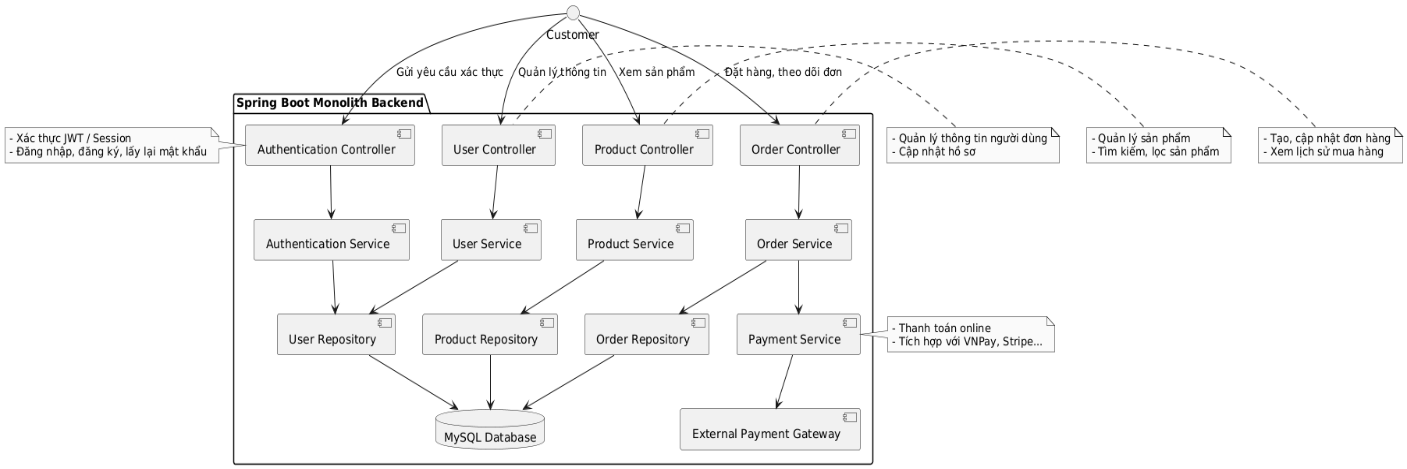 Customer
Gửi yêu cầu xác thực
Quản lý thông tin
Xem sản phẩm
Đặt hàng, theo dõi đơn
Spring Boot Monolith Backend
- Xác thực JWT / Session
- Đăng nhập, đăng ký, lấy lại mật khẩu
Authentication Controller
User Controller
Product Controller
Order Controller
- Quản lý thông tin người dùng
- Cập nhật hồ sơ
- Quản lý sản phẩm
- Tìm kiếm, lọc sản phẩm
- Tạo, cập nhật đơn hàng
- Xem lịch sử mua hàng
Authentication Service
User Service
Product Service
Order Service
User Repository
Product Repository
Order Repository
Payment Service
- Thanh toán online
- Tích hợp với VNPay, Stripe...
MySQL Database
External Payment Gateway